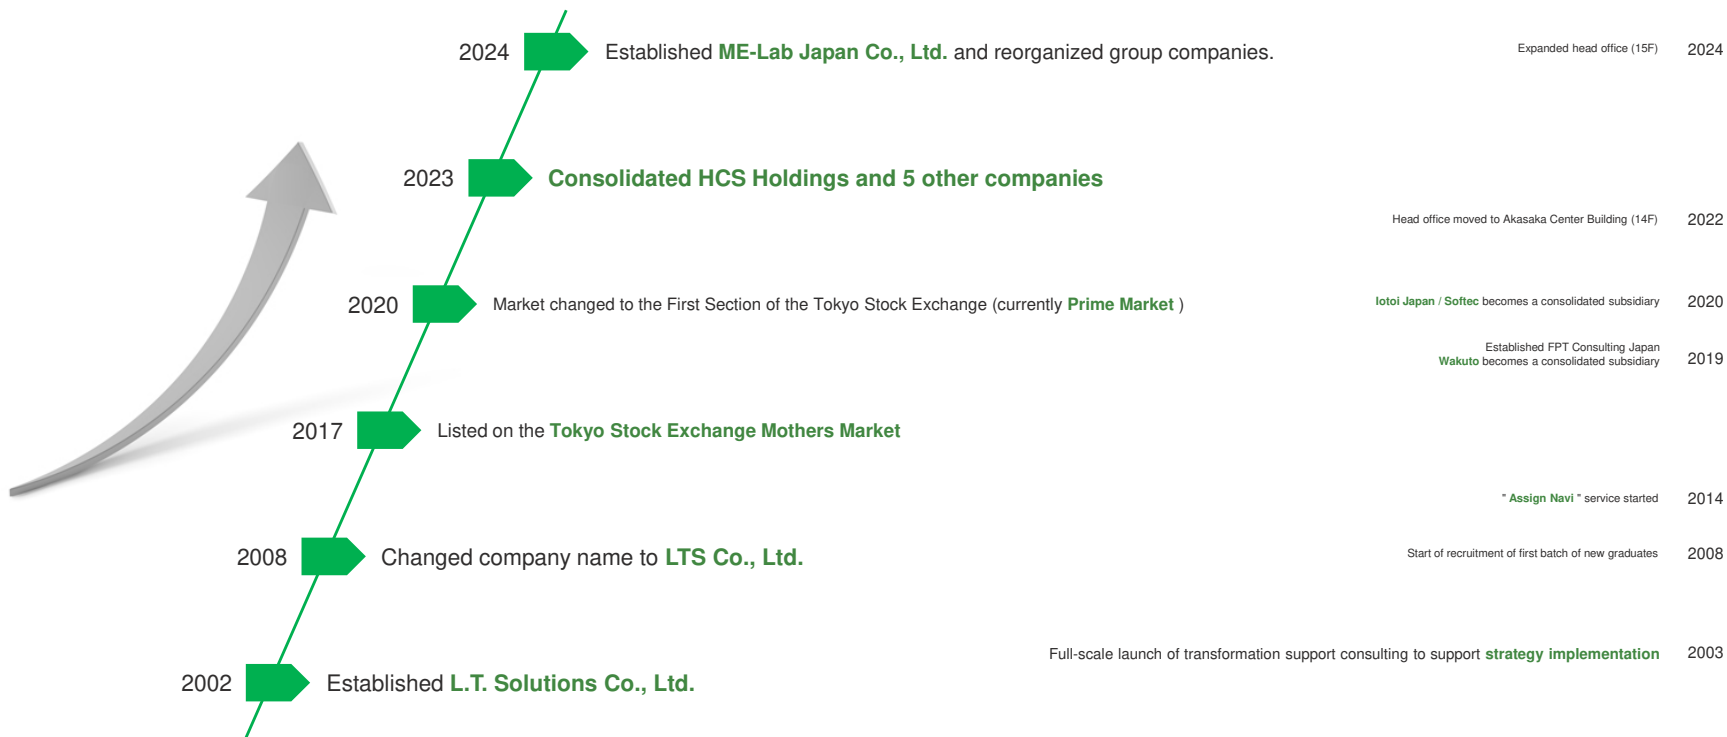 2024 Established ME-Lab Japan Co., Ltd. and reorganized group companies.
Expanded head office (15F) 2024
2023 Consolidated HCS Holdings and 5 other companies
Head office moved to Akasaka Center Building (14F) 2022
2020 Market changed to the First Section of the Tokyo Stock Exchange (currently Prime Market )
Iotoi Japan / Softec becomes a consolidated subsidiary 2020
Established FPT Consulting Japan
Wakuto becomes a consolidated subsidiary 2019
2017 Listed on the Tokyo Stock Exchange Mothers Market
" Assign Navi " service started 2014
2008 Changed company name to LTS Co., Ltd.
Start of recruitment of first batch of new graduates 2008
Full-scale launch of transformation support consulting to support strategy implementation 2003
2002 Established L.T. Solutions Co., Ltd.